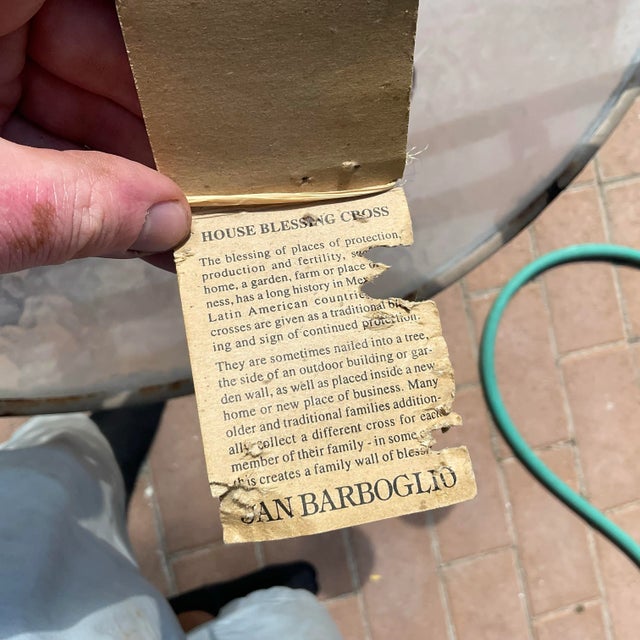 HOUSE BLESSING CROSS
The blessing of places of protection,
production and fertility,
home, a garden, farm or place
ness, has a long history in
Latin American
crosses are given as a traditional
ing and sign of continued protection.
They are sometimes nailed into a tree,
the side of an outdoor building or gar-
den wall, as well as placed inside a new
home or new place of business. Many
older and traditional families addition-
ally collect a different cross for each
member of their family - in some
this creates a family wall of
JAN BARBOGLIO